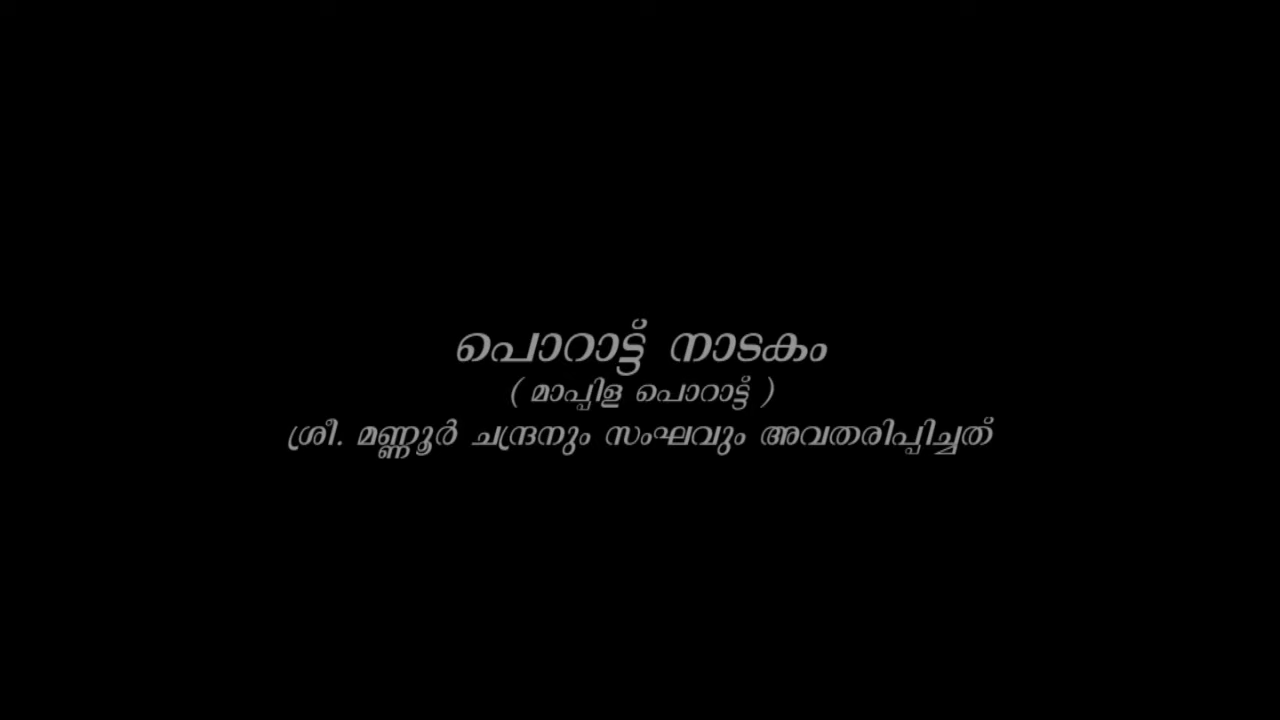 പൊറാട്ട് നാടകം
( മാപ്പിള പൊറാട്ട് )
ശ്രീ. മണ്ണൂർ ചന്ദ്രനും സംഘവും അവതരിപ്പിച്ചത്